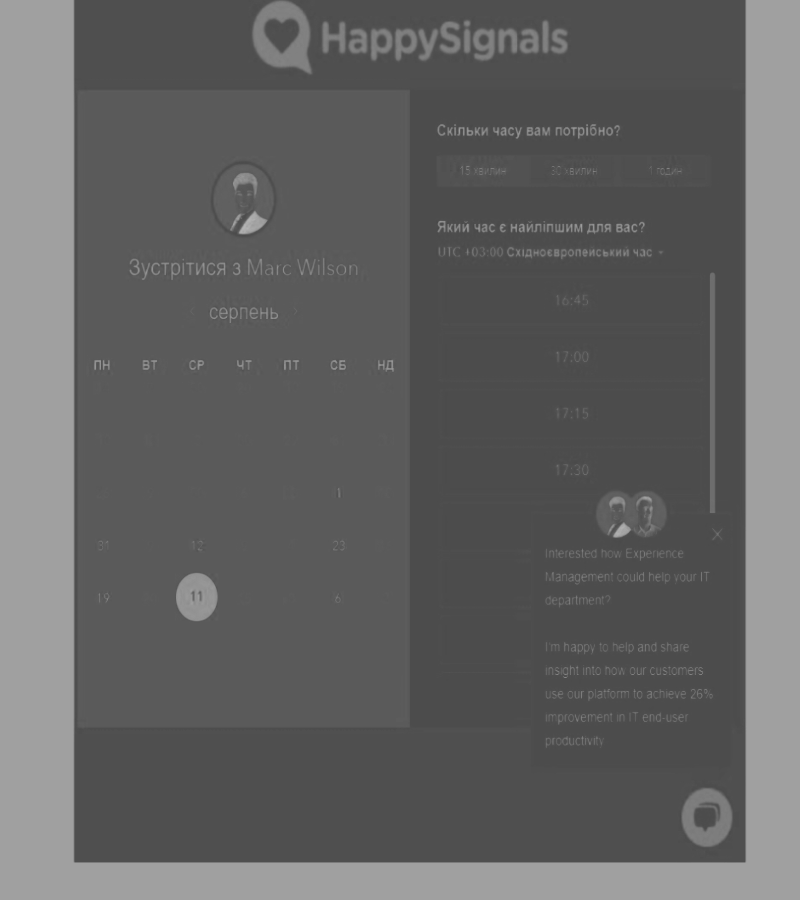 HappySignals
Зустрітися з Marc Wilson
серпень
ПН ВТ СР ЧТ ПТ СБ НД
1
31 12 23
19 11 6
Скільки часу вам потрібно?
15 хвилин 30 хвилин 1 годин
Який час є найліпшим для вас?
UTC +03:00 Східноєвропейський час
16:45
17:00
17:15
17:30
Interested how Experience
Management could help your IT
department?
I'm happy to help and share
insight into how our customers
use our platform to achieve 26%
improvement in IT end-user
productivity